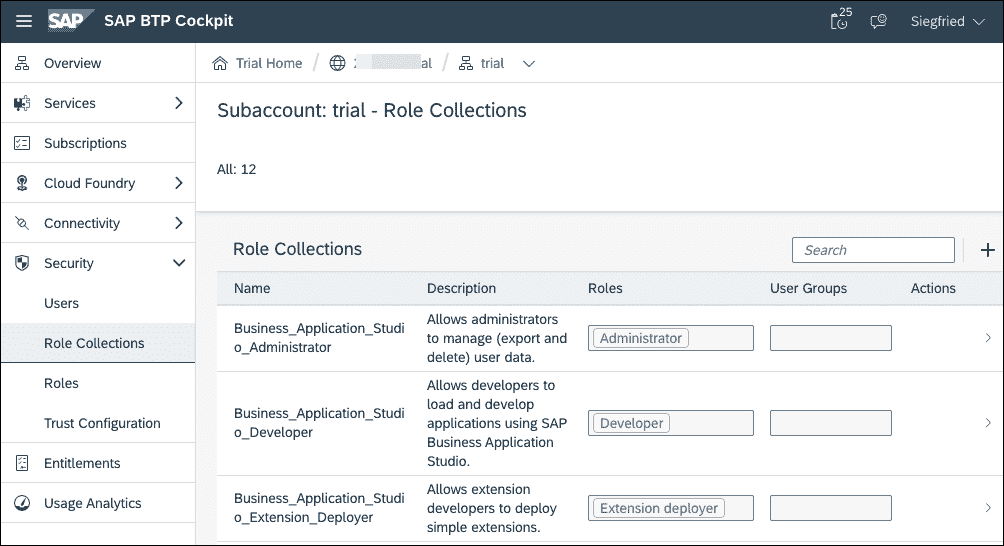 SAP SAP BTP Cockpit 25 Siegfried
Overview
Services
Subscriptions
Cloud Foundry
Connectivity
Security
Users
Role Collections
Roles
Trust Configuration
Entitlements
Usage Analytics
Trial Home / al / trial
Subaccount: trial - Role Collections
All: 12
Role Collections Search +
Name Description Roles User Groups Actions
Business_Application_Studi
o_Administrator
Allows administrators
to manage (export and
delete) user data.
Administrator
Business_Application_Studi
o_Developer
Allows developers to
load and develop
applications using SAP
Business Application
Studio.
Developer
Business_Application_Studi
o_Extension_Deployer
Allows extension
developers to deploy
simple extensions.
Extension deployer